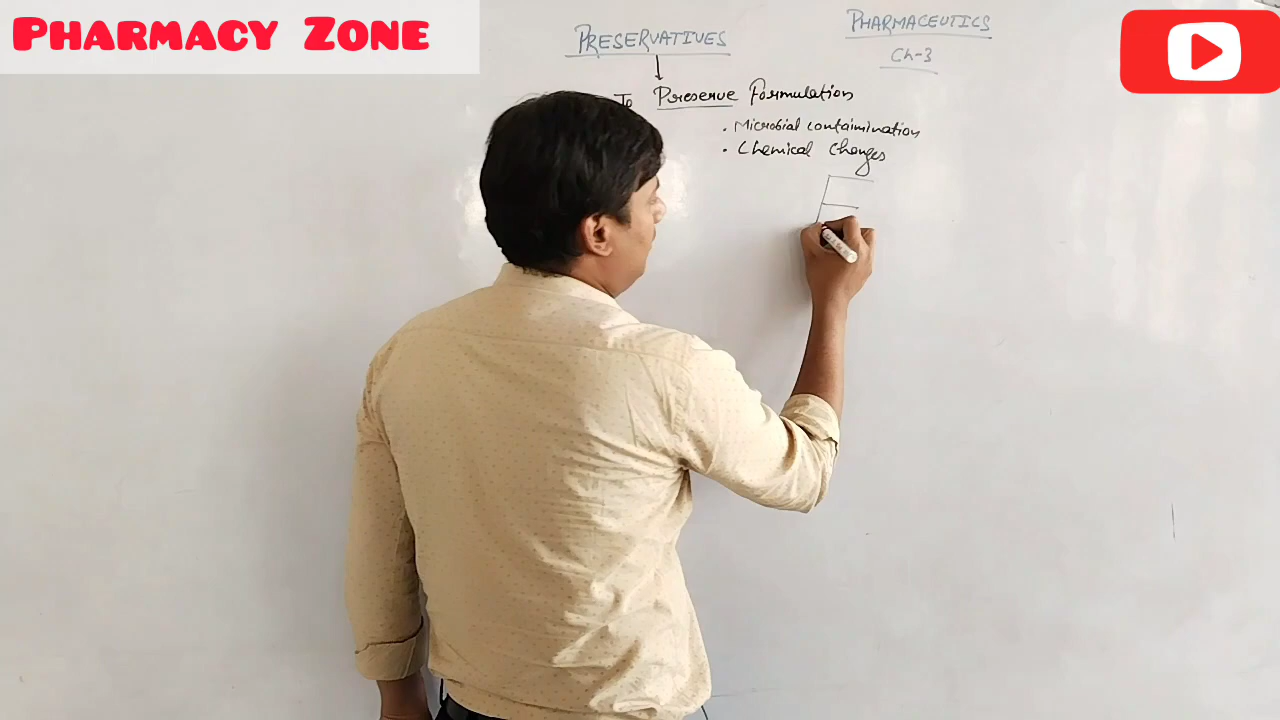 PHARMACY ZONE
PRESERVATIVES
PHARMACEUTICS
Ch-3
To Preserve Formulation
• Microbial contaimination
• Chemical Changes